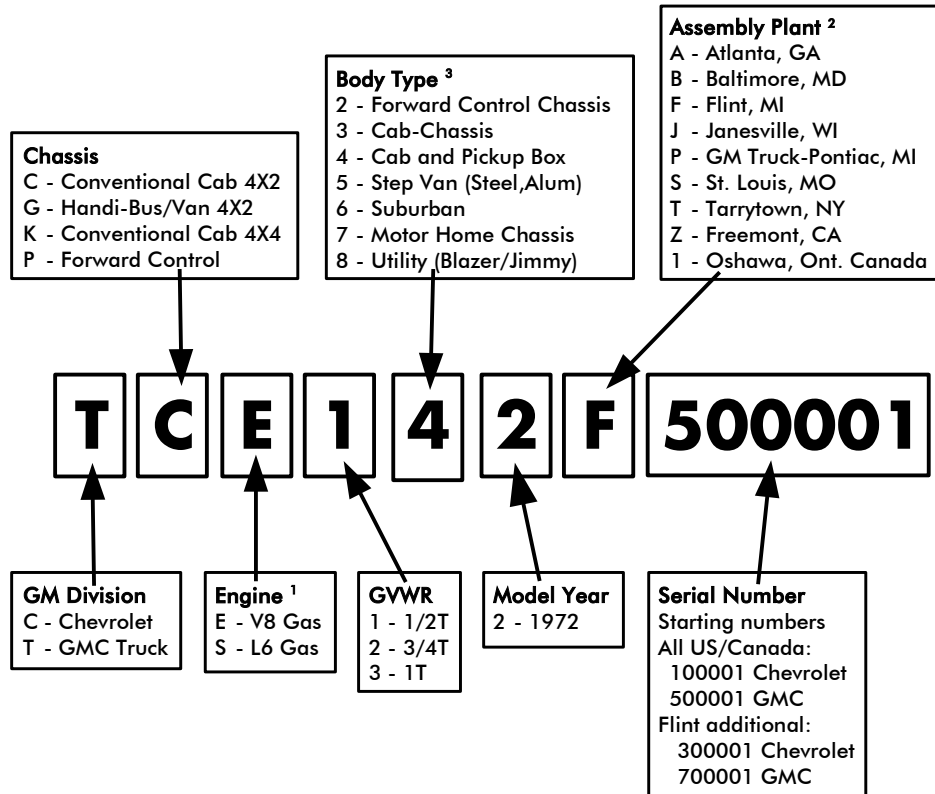 Chassis
C - Conventional Cab 4X2
G - Handi-Bus/Van 4X2
K - Conventional Cab 4X4
P - Forward Control
Body Type ³
2 - Forward Control Chassis
3 - Cab-Chassis
4 - Cab and Pickup Box
5 - Step Van (Steel,Alum)
6 - Suburban
7 - Motor Home Chassis
8 - Utility (Blazer/Jimmy)
Assembly Plant ²
A - Atlanta, GA
B - Baltimore, MD
F - Flint, MI
J - Janesville, WI
P - GM Truck-Pontiac, MI
S - St. Louis, MO
T - Tarrytown, NY
Z - Freemont, CA
1 - Oshawa, Ont. Canada
T C E 1 4 2 F 500001
GM Division
C - Chevrolet
T - GMC Truck
Engine ¹
E - V8 Gas
S - L6 Gas
GVWR
1 - 1/2T
2 - 3/4T
3 - 1T
Model Year
2 - 1972
Serial Number
Starting numbers
All US/Canada:
100001 Chevrolet
500001 GMC
Flint additional:
300001 Chevrolet
700001 GMC